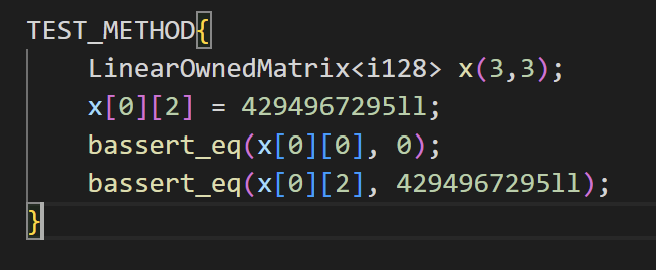 TEST_METHOD{
LinearOwnedMatrix<i128> x(3,3);
x[0][2] = 4294967295ll;
bassert_eq(x[0][0], 0);
bassert_eq(x[0][2], 4294967295ll);
}